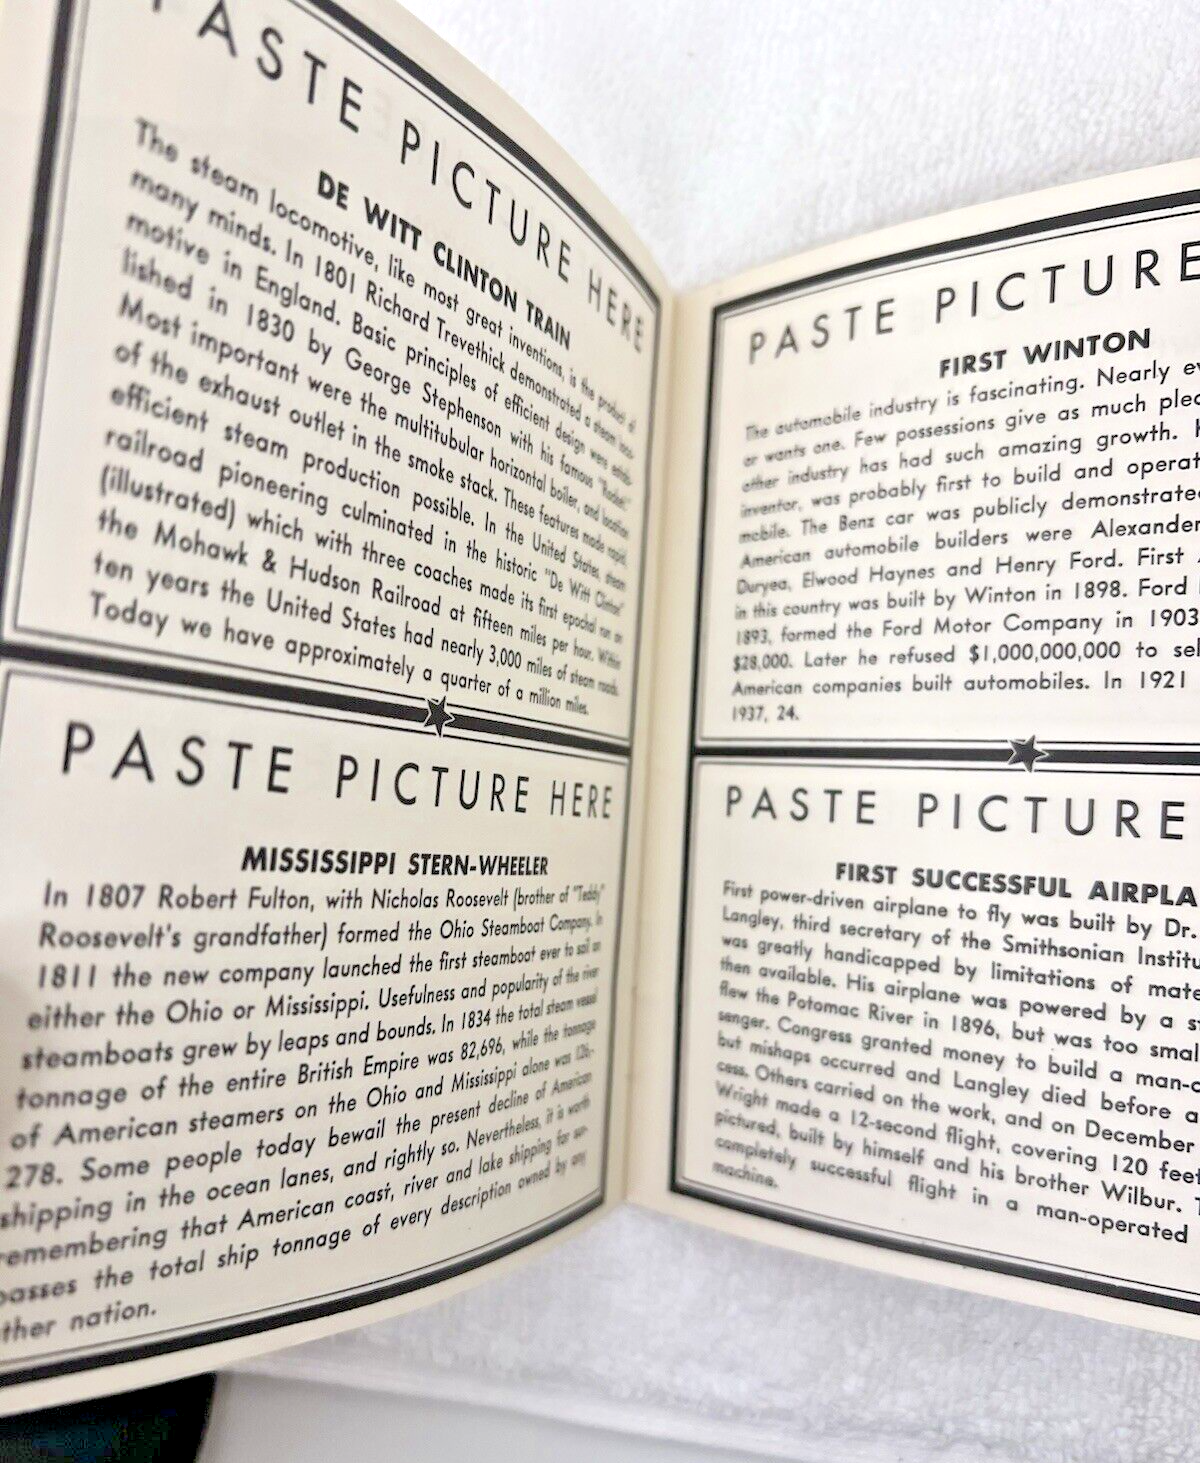 PASTE PICTURE HERE
DE WITT CLINTON TRAIN
The steam locomotive, like most great inventions, is the product of
many minds. In 1801 Richard Trevethick demonstrated a steam loco-
motive in England. Basic principles of efficient design were estab-
lished in 1830 by George Stephenson with his famous "Rocket."
Most important were the multitubular horizontal boiler, and location
of the exhaust outlet in the smoke stack. These features made rapid,
efficient steam production possible. In the United States, steam
railroad pioneering culminated in the historic "De Witt Clinton"
(illustrated) which with three coaches made its first epochal run on
the Mohawk & Hudson Railroad at fifteen miles per hour. Within
ten years the United States had nearly 3,000 miles of steam roads.
Today we have approximately a quarter of a million miles.
PASTE PICTURE HERE
MISSISSIPPI STERN-WHEELER
In 1807 Robert Fulton, with Nicholas Roosevelt (brother of "Teddy"
Roosevelt's grandfather) formed the Ohio Steamboat Company. In
1811 the new company launched the first steamboat ever to sail on
either the Ohio or Mississippi. Usefulness and popularity of the river
steamboats grew by leaps and bounds. In 1834 the total steam vessel
tonnage of the entire British Empire was 82,696, while the tonnage
of American steamers on the Ohio and Mississippi alone was 126,-
278. Some people today bewail the present decline of American
shipping in the ocean lanes, and rightly so. Nevertheless, it is worth
remembering that American coast, river and lake shipping far sur-
passes the total ship tonnage of every description owned by any
ther nation.
PASTE PICTURE
FIRST WINTON
The automobile industry is fascinating. Nearly ev
or wants one. Few possessions give as much plea
other industry has had such amazing growth.
inventor, was probably first to build and operat
mobile. The Benz car was publicly demonstrate
American automobile builders were Alexander
Duryea, Elwood Haynes and Henry Ford. First
in this country was built by Winton in 1898. Ford
1893, formed the Ford Motor Company in 1903
$28,000. Later he refused $1,000,000,000 to sel
American companies built automobiles. In 1921
1937, 24.
PASTE PICTURE
FIRST SUCCESSFUL AIRPLA
First power-driven airplane to fly was built by Dr.
Langley, third secretary of the Smithsonian Institu
was greatly handicapped by limitations of mate
then available. His airplane was powered by a st
flew the Potomac River in 1896, but was too smal
senger. Congress granted money to build a man-c
but mishaps occurred and Langley died before a
cess. Others carried on the work, and on December
Wright made a 12-second flight, covering 120 feet
pictured, built by himself and his brother Wilbur. T
completely successful flight in a man-operated
machine.